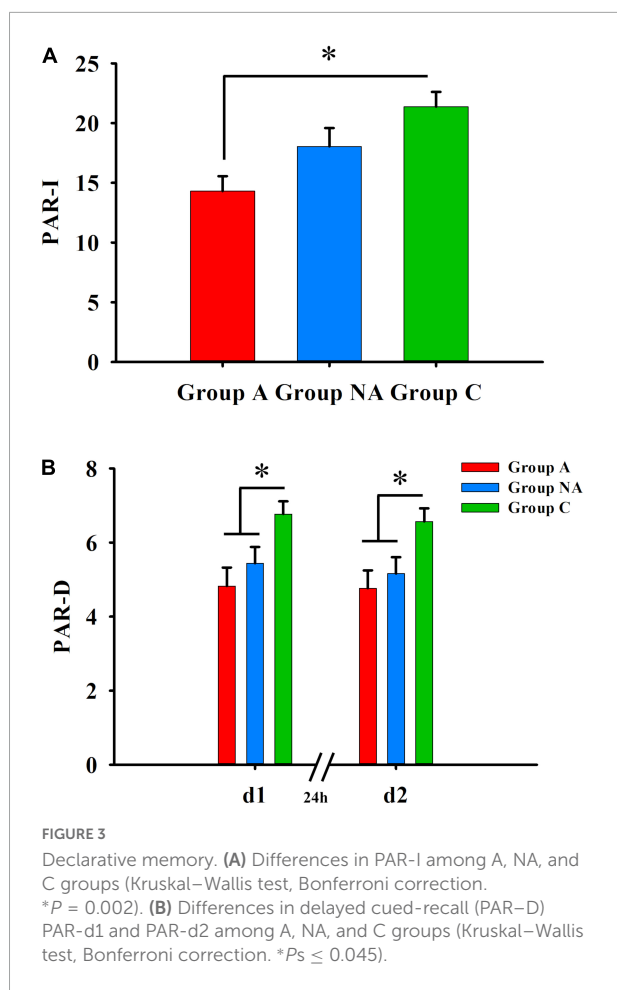 A
*
25
20
15
10
5
0
PAR-I
Group A Group NA Group C
B
*
*
Group A
Group NA
Group C
8
6
4
2
0
PAR-D
d1
24h
d2
FIGURE 3
Declarative memory. (A) Differences in PAR-I among A, NA, and
C groups (Kruskal–Wallis test, Bonferroni correction.
*P = 0.002). (B) Differences in delayed cued-recall (PAR–D)
PAR-d1 and PAR-d2 among A, NA, and C groups (Kruskal–Wallis
test, Bonferroni correction. *Ps ≤ 0.045).